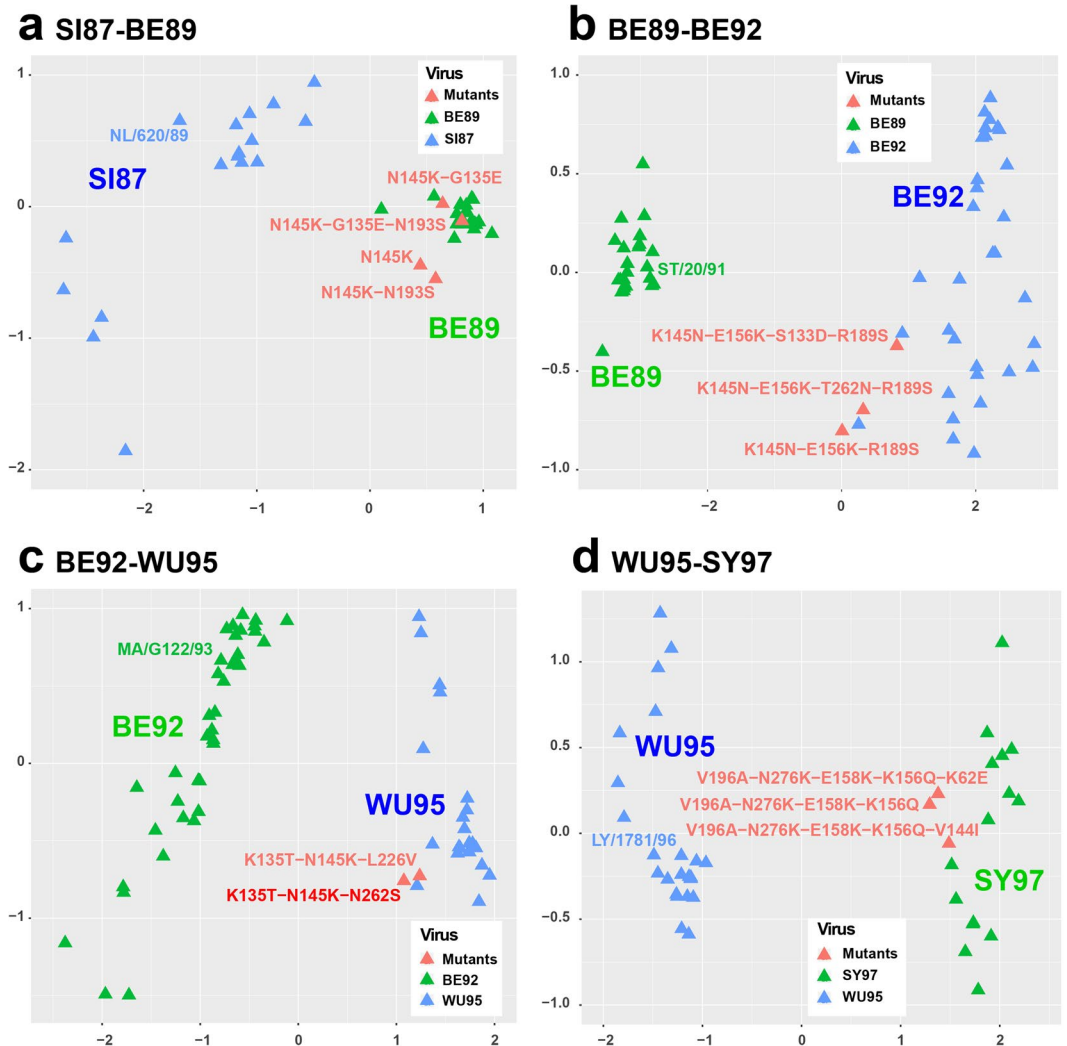 a SI87-BE89
Virus
Mutants
BE89
SI87
NL/620/89
SI87
N145K−G135E
N145K−G135E−N193S
N145K
N145K−N193S
BE89
1
0
−1
−2
−2
−1
0
1
b BE89-BE92
Virus
Mutants
BE89
BE92
BE92
ST/20/91
K145N−E156K−S133D−R189S
BE89
K145N−E156K−T262N−R189S
K145N−E156K−R189S
1.0
0.5
0.0
−0.5
−1.0
−2
0
2
c BE92-WU95
MA/G122/93
BE92
WU95
K135T−N145K−L226V
K135T−N145K−N262S
Virus
Mutants
BE92
WU95
1
0
−1
−2
−1
0
1
2
d WU95-SY97
WU95
V196A−N276K−E158K−K156Q−K62E
V196A−N276K−E158K−K156Q
V196A−N276K−E158K−K156Q−V144I
LY/1781/96
SY97
Virus
Mutants
SY97
WU95
1.0
0.5
0.0
−0.5
−1.0
−2
−1
0
1
2